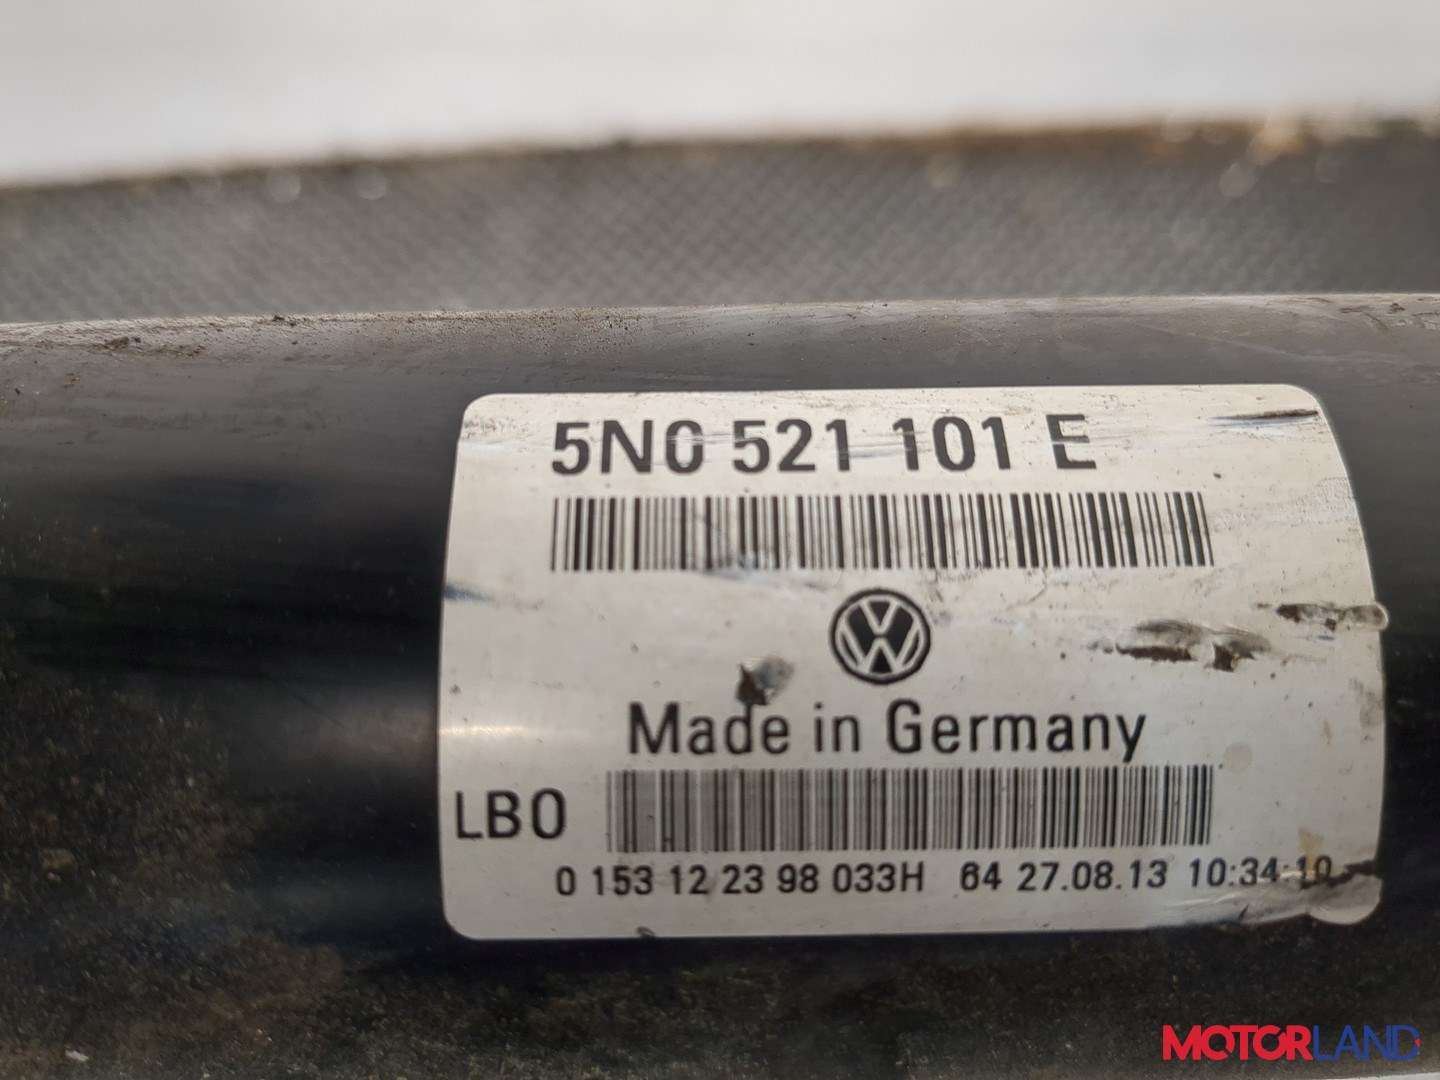 5N0 521 101 E
Made in Germany
LB0
0 153 12 23 98 033H 64 27.08.13 10:34:10
MOTORLAND